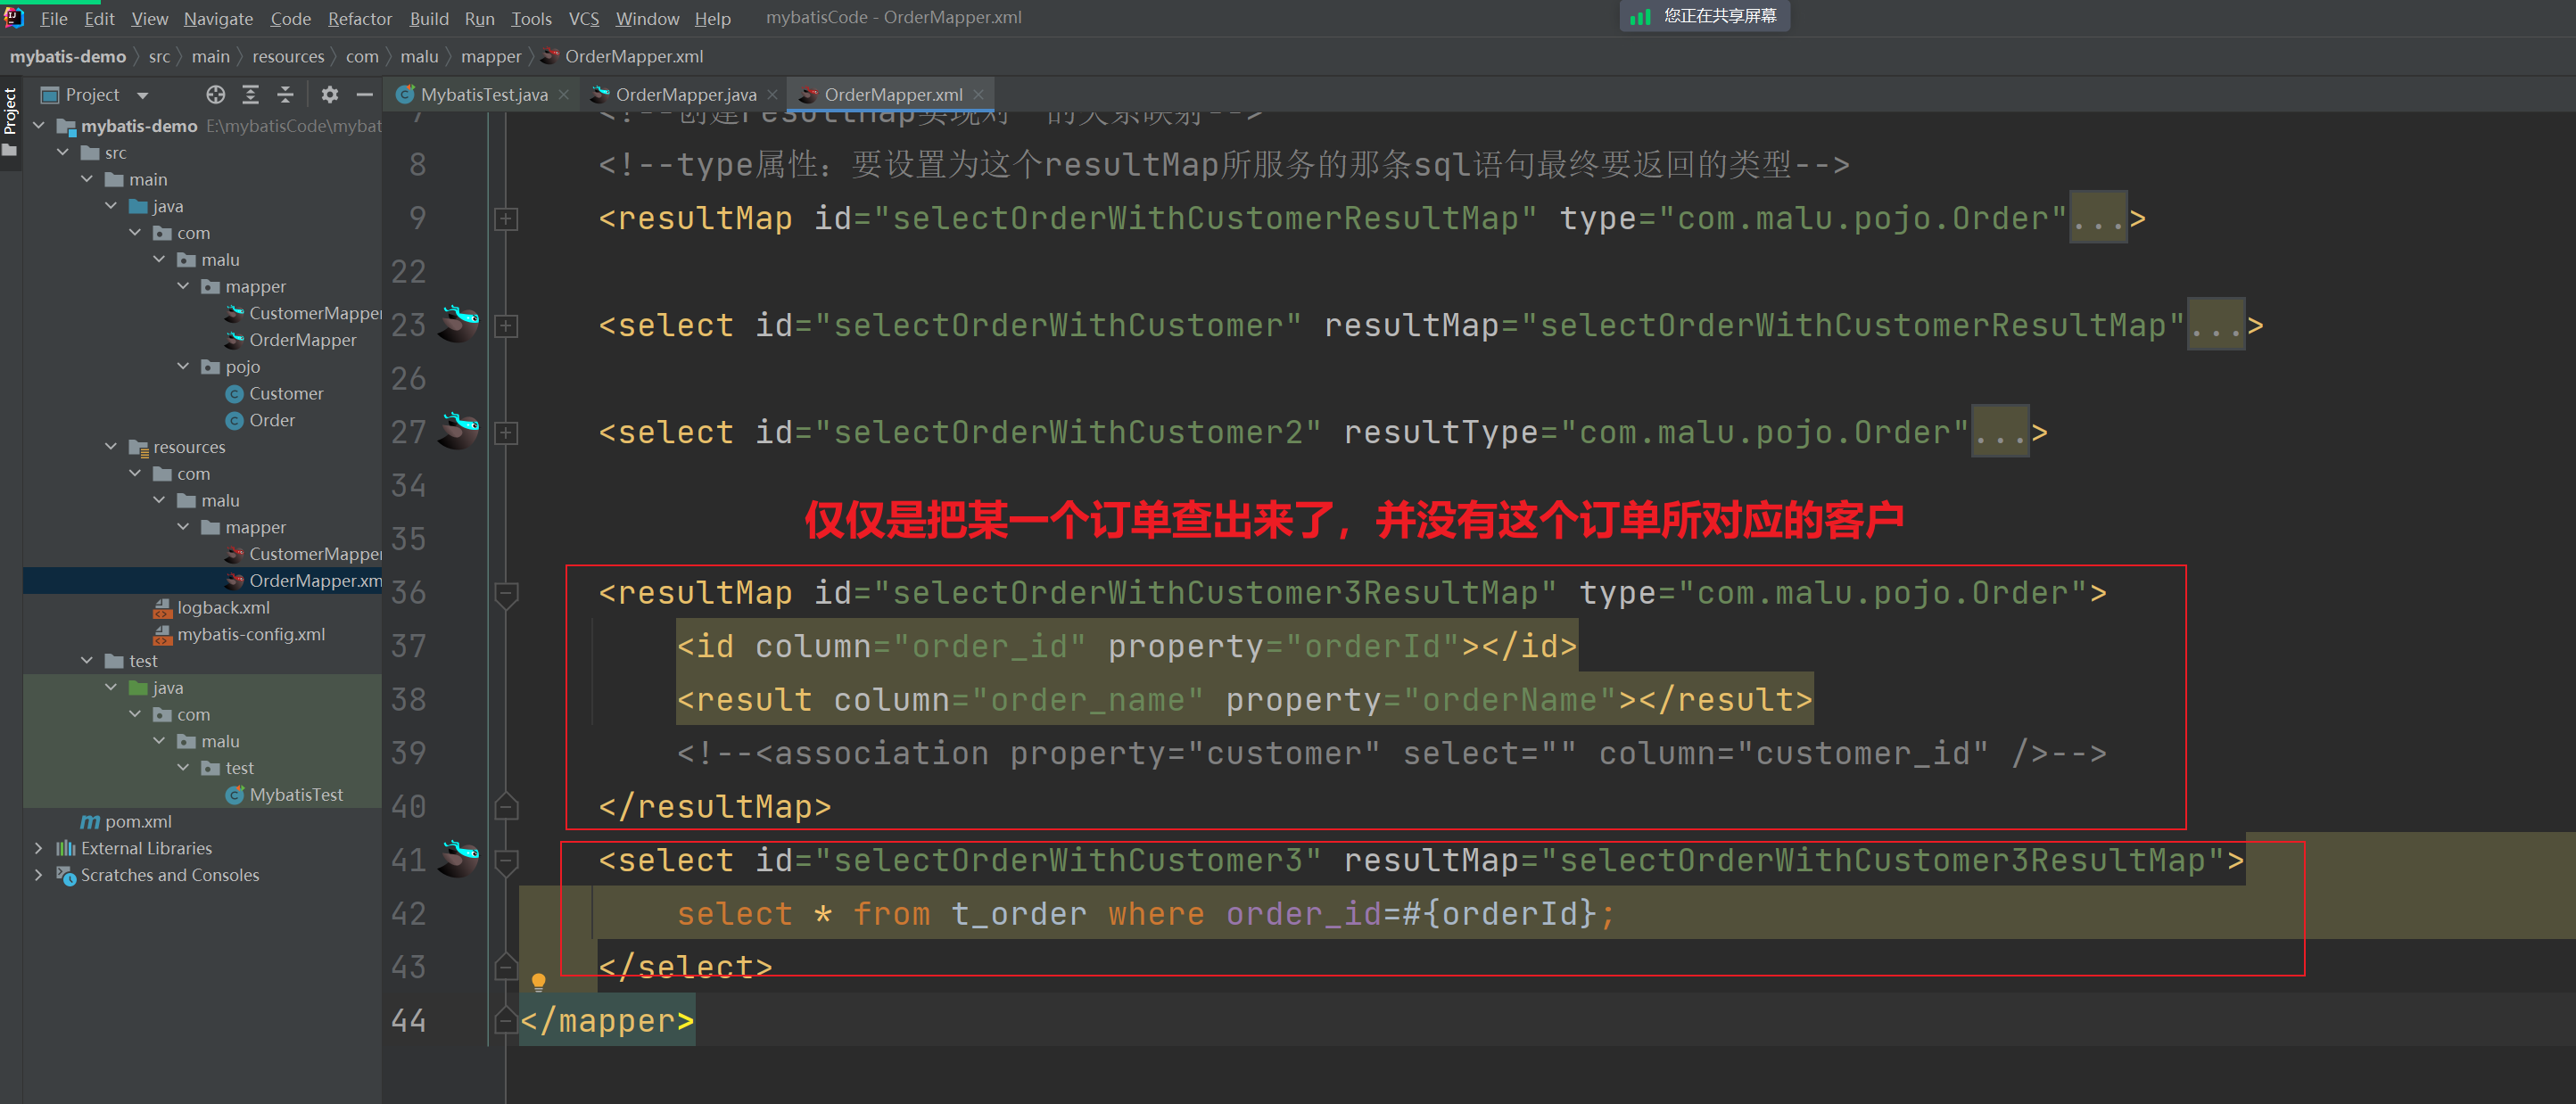 File Edit View Navigate Code Refactor Build Run Tools VCS Window Help mybatisCode - OrderMapper.xml 您正在共享屏幕
mybatis-demo src main resources com malu mapper OrderMapper.xml
Project
Project
MybatisTest.java OrderMapper.java OrderMapper.xml
mybatis-demo E:\mybatisCode\mybat
src
main
java
com
malu
mapper
CustomerMapper
OrderMapper
pojo
Customer
Order
resources
com
malu
mapper
CustomerMapper
OrderMapper.xm
logback.xml
mybatis-config.xml
test
java
com
malu
test
MybatisTest
pom.xml
External Libraries
Scratches and Consoles
8 <!--type属性：要设置为这个resultMap所服务的那条sql语句最终要返回的类型-->
9 <resultMap id="selectOrderWithCustomerResultMap" type="com.malu.pojo.Order"...>
22
23 <select id="selectOrderWithCustomer" resultMap="selectOrderWithCustomerResultMap"...>
26
27 <select id="selectOrderWithCustomer2" resultType="com.malu.pojo.Order"...>
34
仅仅是把某一个订单查出来了，并没有这个订单所对应的客户
35
36 <resultMap id="selectOrderWithCustomer3ResultMap" type="com.malu.pojo.Order">
37 <id column="order_id" property="orderId"></id>
38 <result column="order_name" property="orderName"></result>
39 <!--<association property="customer" select="" column="customer_id" />-->
40 </resultMap>
41 <select id="selectOrderWithCustomer3" resultMap="selectOrderWithCustomer3ResultMap">
42 select * from t_order where order_id=#{orderId};
43 </select>
44 </mapper>